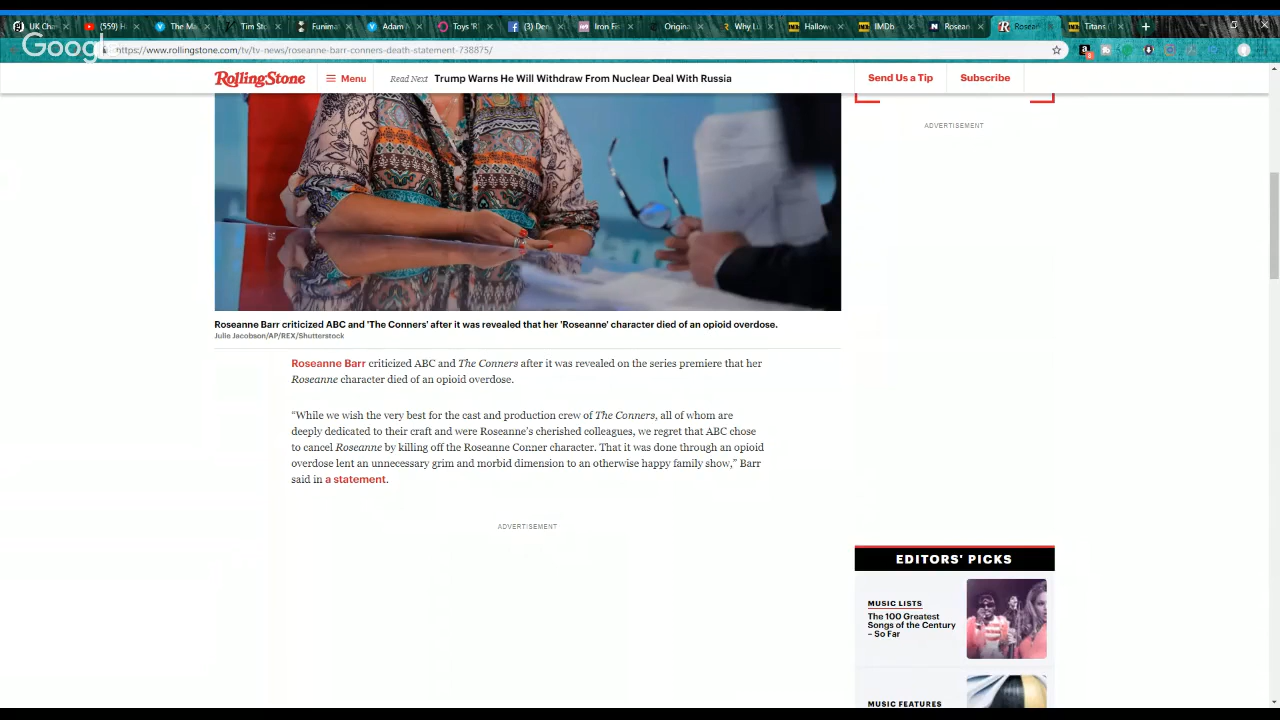 UK Cha
(559) H
The Ma
Tim St
Funima
Adam
Toys 'R'
(3) Den
Iron Fis
Origina
Why Lu
Hallow
IMDb
Rosean
Rosean
Titans
Google
https://www.rollingstone.com/tv/tv-news/roseanne-barr-conners-death-statement-738875/
RollingStone
Menu
Read Next Trump Warns He Will Withdraw From Nuclear Deal With Russia
Send Us a Tip
Subscribe
ADVERTISEMENT
Roseanne Barr criticized ABC and 'The Conners' after it was revealed that her 'Roseanne' character died of an opioid overdose.
Julie Jacobson/AP/REX/Shutterstock
Roseanne Barr criticized ABC and The Conners after it was revealed on the series premiere that her
Roseanne character died of an opioid overdose.
“While we wish the very best for the cast and production crew of The Conners, all of whom are
deeply dedicated to their craft and were Roseanne’s cherished colleagues, we regret that ABC chose
to cancel Roseanne by killing off the Roseanne Conner character. That it was done through an opioid
overdose lent an unnecessary grim and morbid dimension to an otherwise happy family show,” Barr
said in a statement.
ADVERTISEMENT
EDITORS' PICKS
MUSIC LISTS
The 100 Greatest
Songs of the Century
– So Far
MUSIC FEATURES